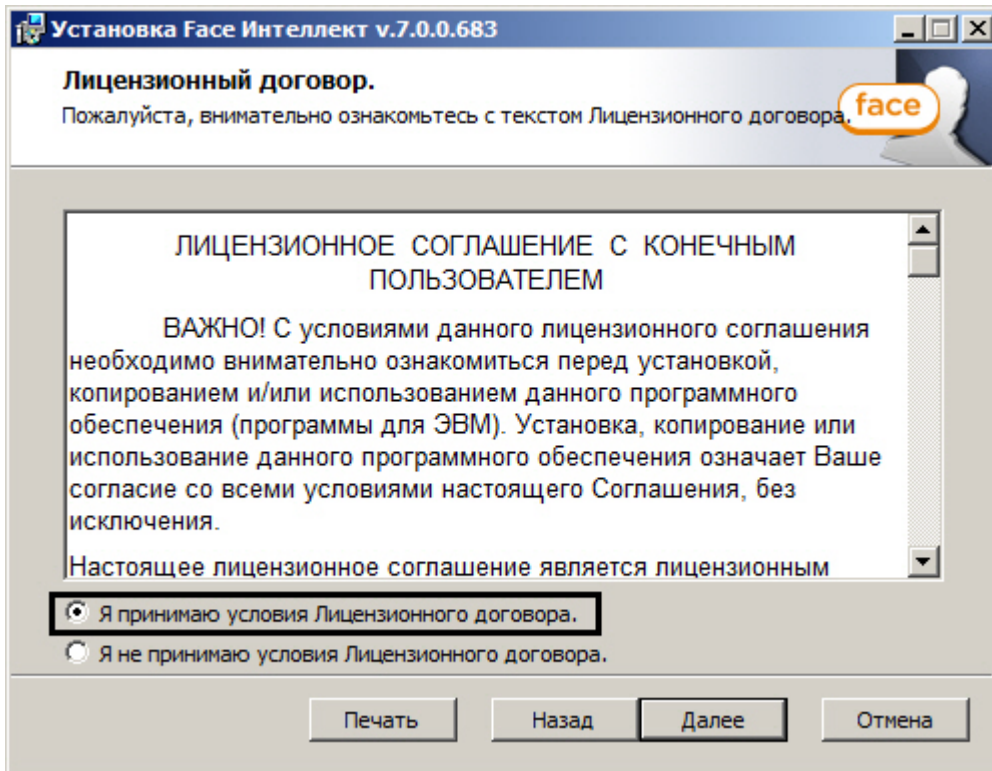 Установка Face Интеллект v.7.0.0.683
Лицензионный договор.
Пожалуйста, внимательно ознакомьтесь с текстом Лицензионного договора.
face
ЛИЦЕНЗИОННОЕ СОГЛАШЕНИЕ С КОНЕЧНЫМ
ПОЛЬЗОВАТЕЛЕМ
ВАЖНО! С условиями данного лицензионного соглашения
необходимо внимательно ознакомиться перед установкой,
копированием и/или использованием данного программного
обеспечения (программы для ЭВМ). Установка, копирование или
использование данного программного обеспечения означает Ваше
согласие со всеми условиями настоящего Соглашения, без
исключения.
Настоящее лицензионное соглашение является лицензионным
Я принимаю условия Лицензионного договора.
Я не принимаю условия Лицензионного договора.
Печать Назад Далее Отмена